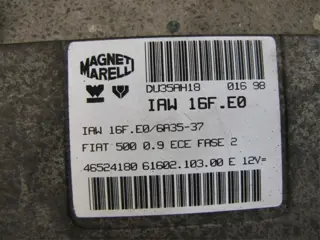 MAGNETI
MARELLI
DU35AH18 016 98
IAW 16F.E0
IAW 16F.E0/6A35-37
FIAT 500 0.9 ECE FASE 2
46524180 61602.103.00 E 12V=